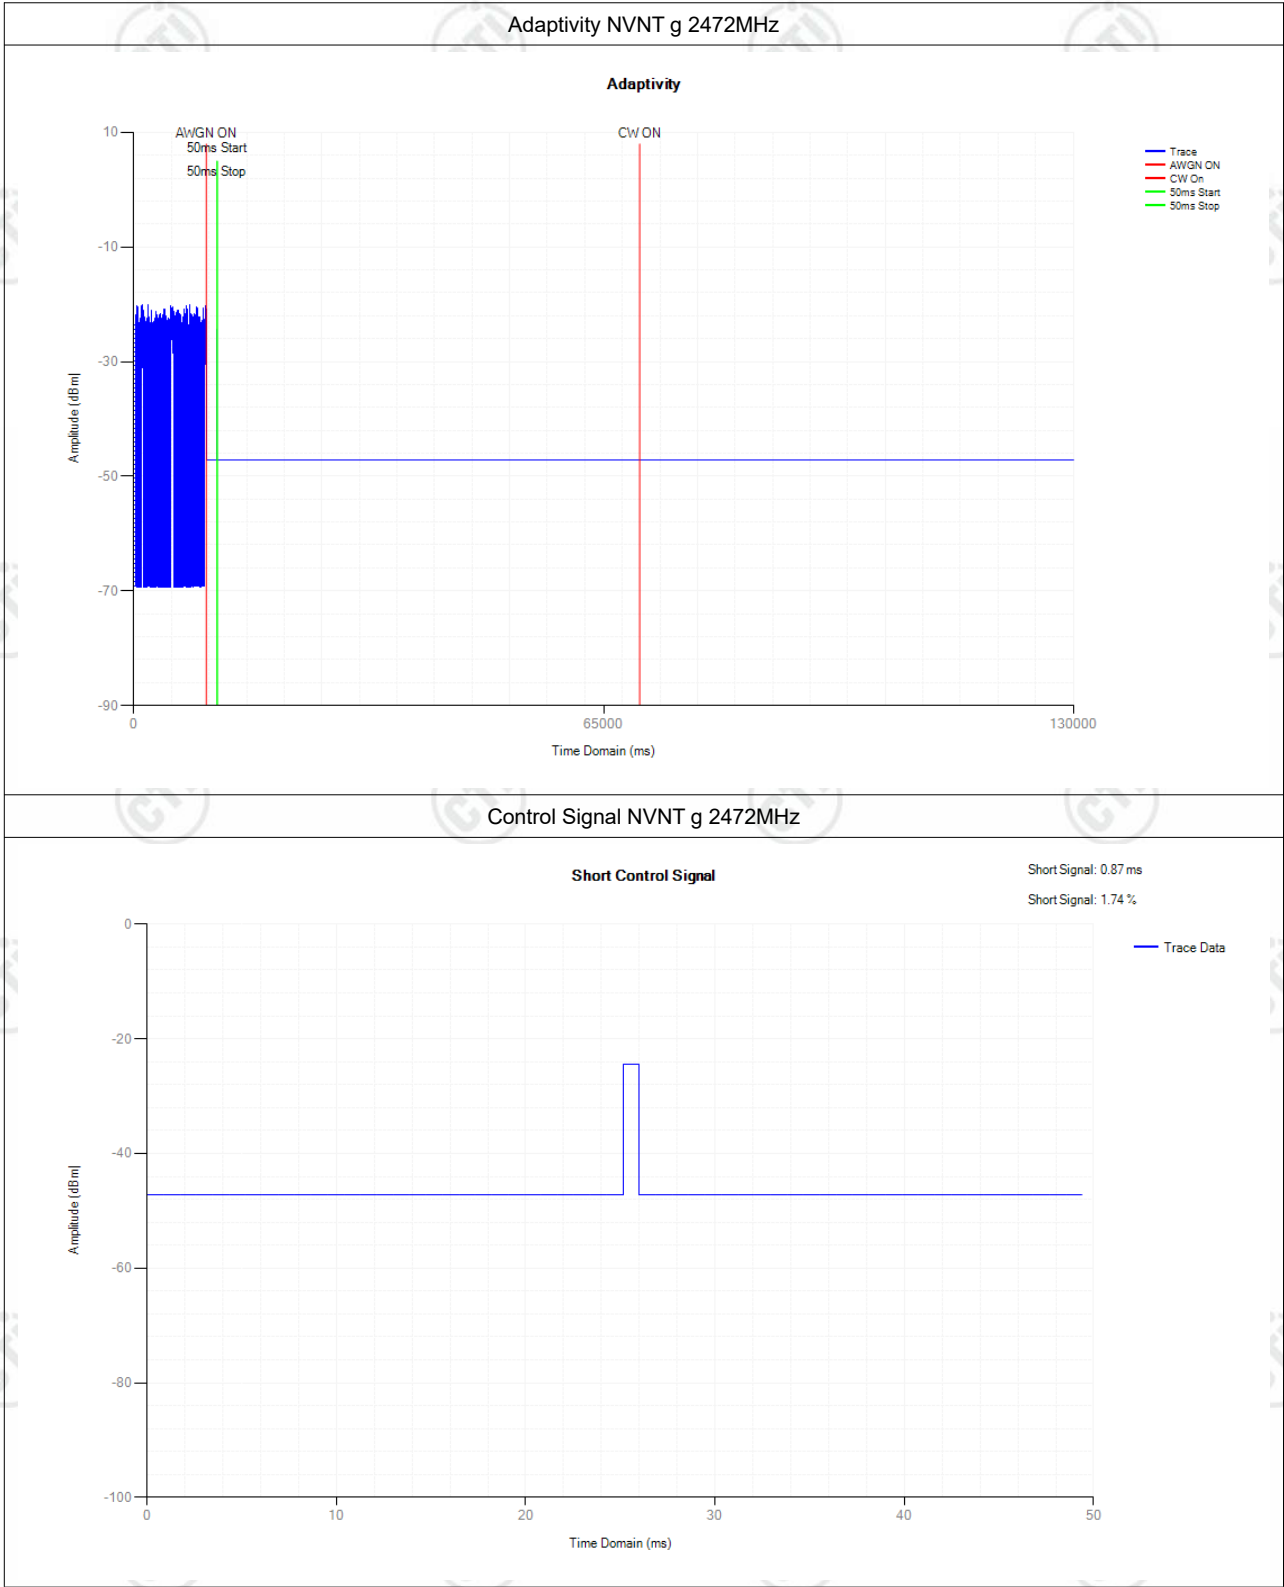 Adaptivity NVNT g 2472MHz
Adaptivity
AWGN ON
50ms Start
50ms Stop
CW ON
Trace
AWGN ON
CW On
50ms Start
50ms Stop
10
-10
-30
-50
-70
-90
Amplitude [dBm]
0
65000
130000
Time Domain (ms)
Control Signal NVNT g 2472MHz
Short Control Signal
Short Signal: 0.87 ms
Short Signal: 1.74 %
Trace Data
0
-20
-40
-60
-80
-100
Amplitude [dBm]
0
10
20
30
40
50
Time Domain (ms)